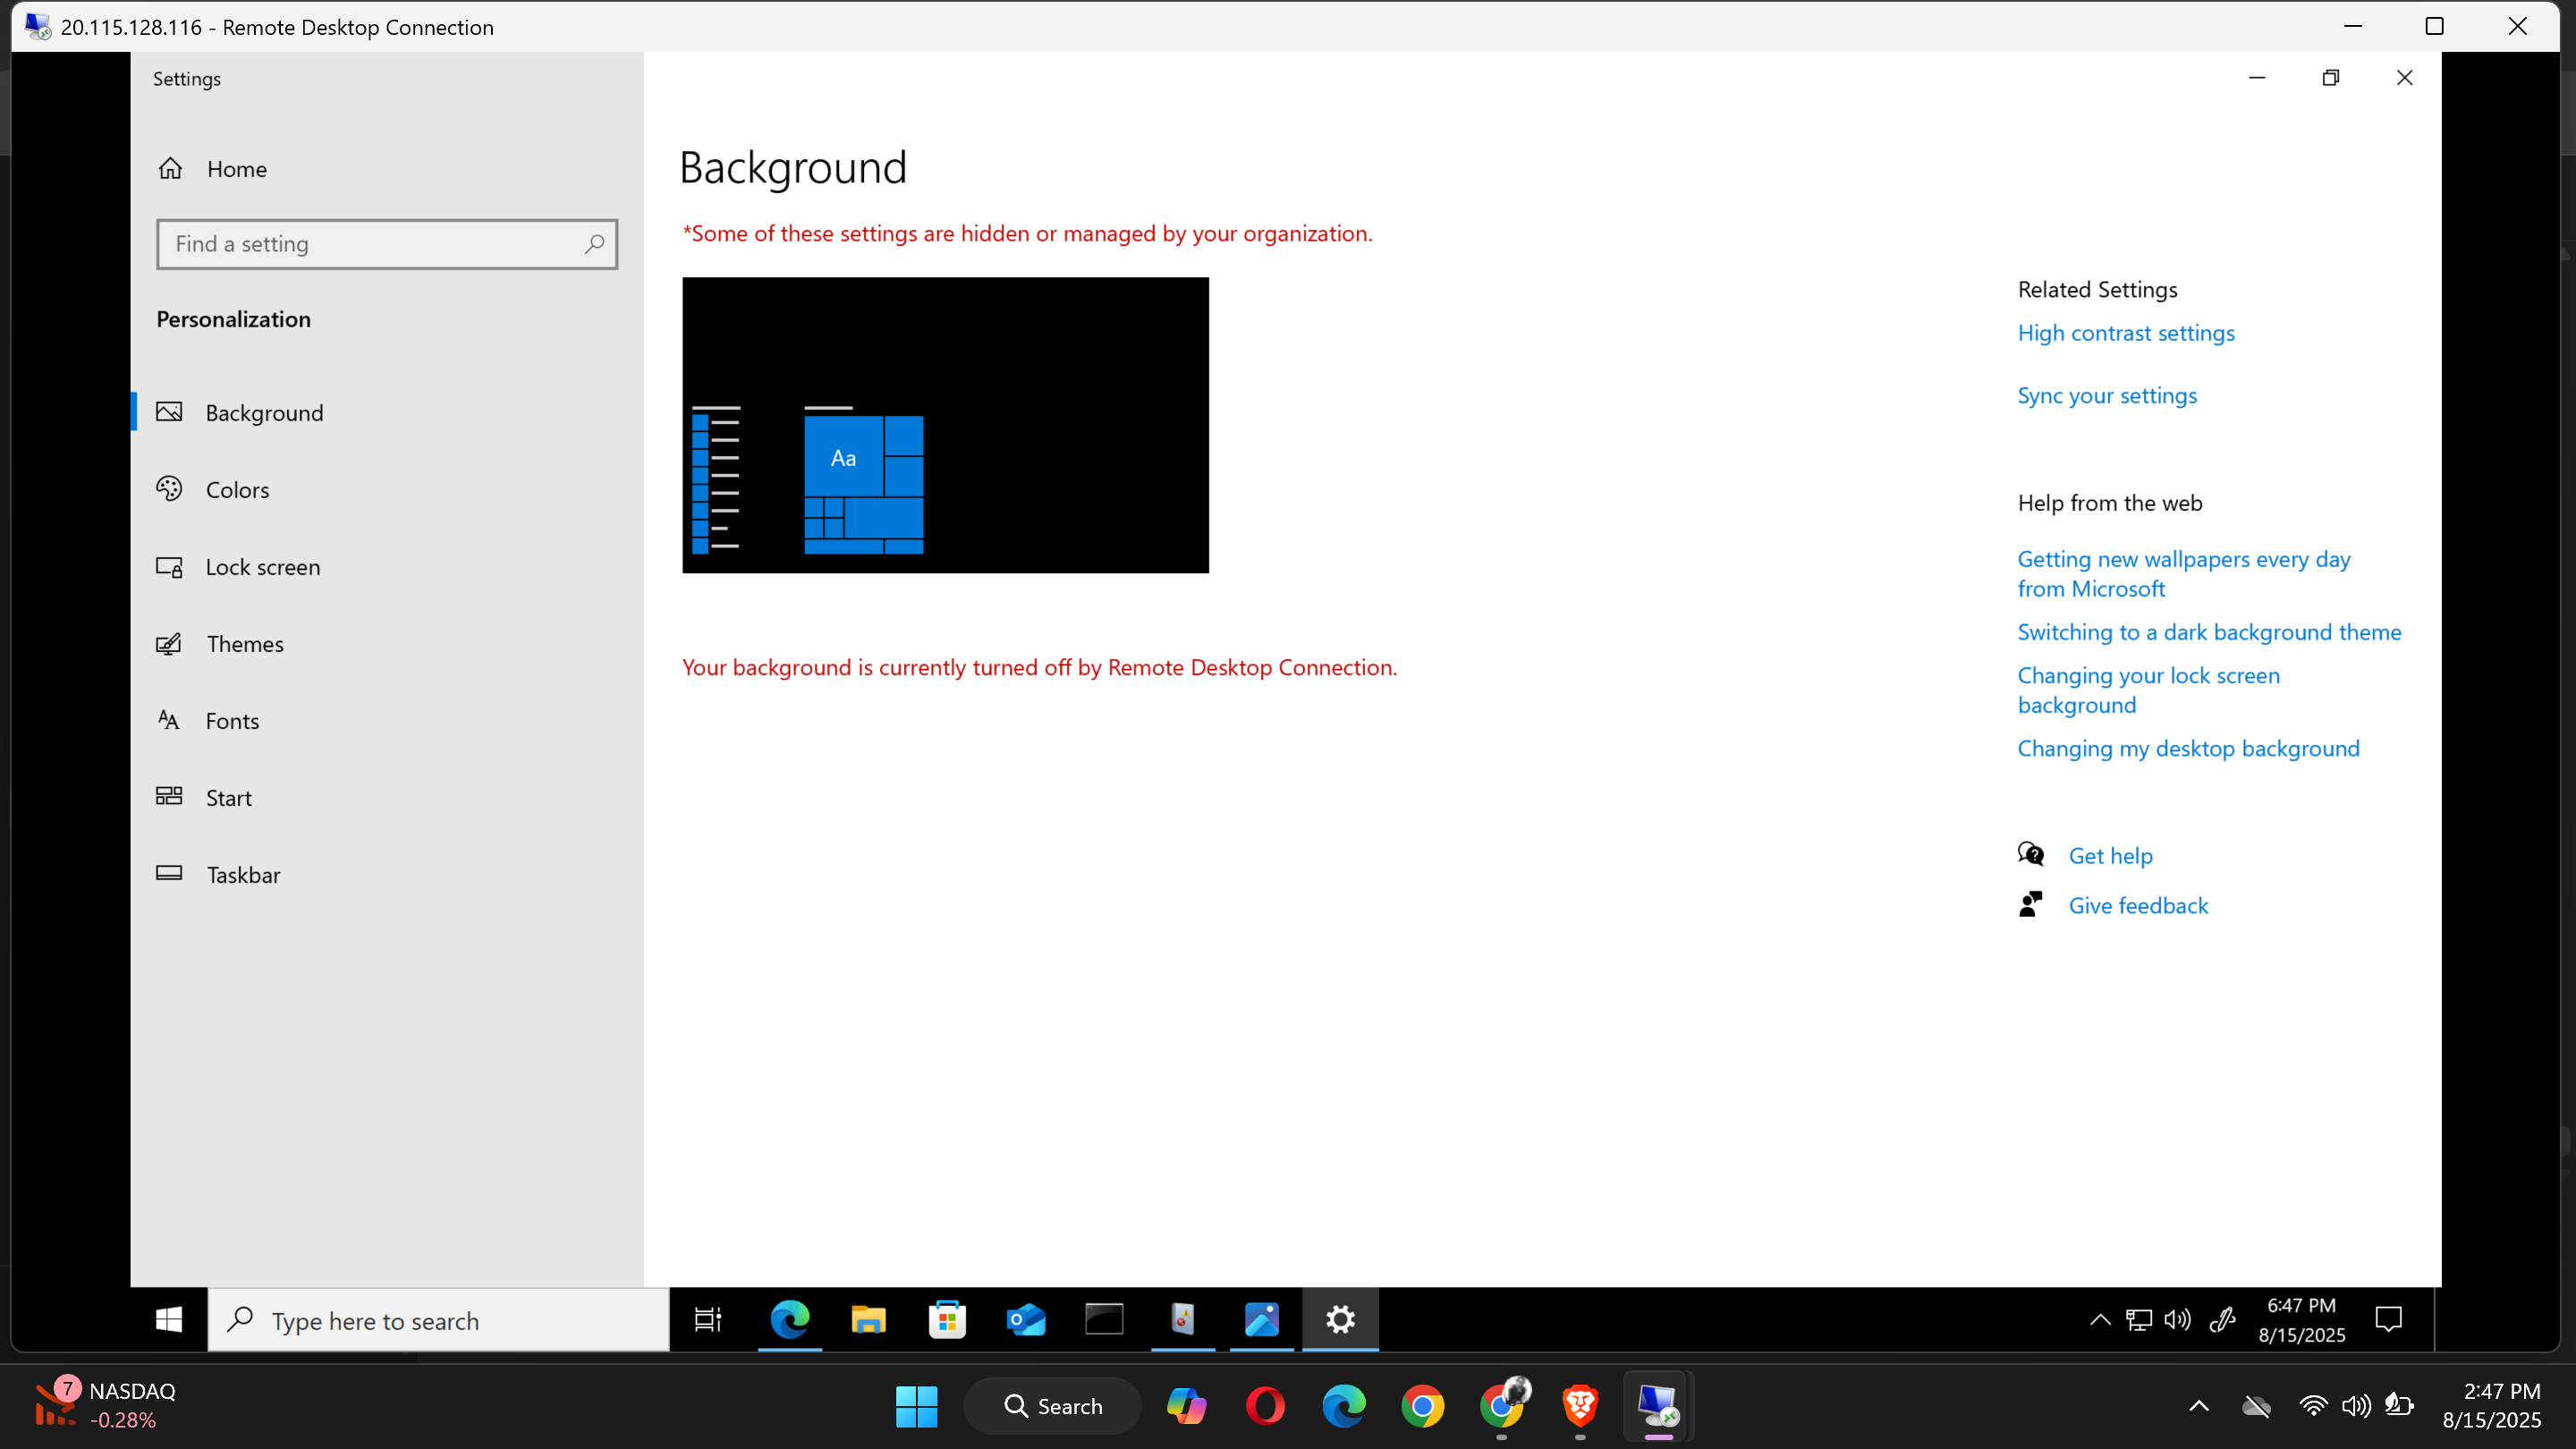 20.115.128.116 - Remote Desktop Connection
Settings
Home
Find a setting
Personalization
Background
Colors
Lock screen
Themes
Fonts
Start
Taskbar
Background
*Some of these settings are hidden or managed by your organization.
Aa
Your background is currently turned off by Remote Desktop Connection.
Related Settings
High contrast settings
Sync your settings
Help from the web
Getting new wallpapers every day
from Microsoft
Switching to a dark background theme
Changing your lock screen
background
Changing my desktop background
Get help
Give feedback
Type here to search
6:47 PM
8/15/2025
7
NASDAQ
-0.28%
Search
2:47 PM
8/15/2025